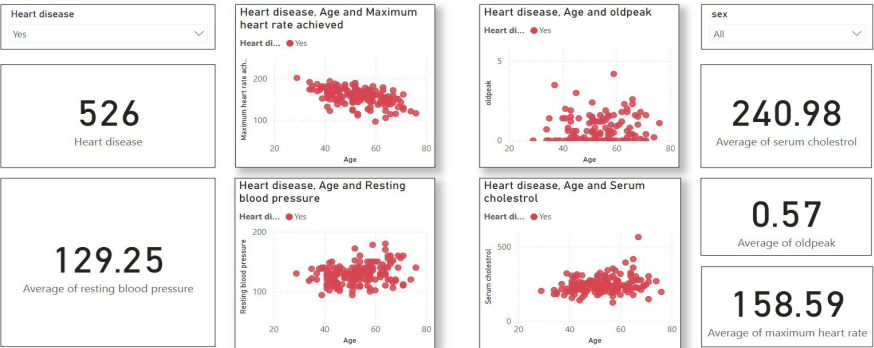 Heart disease
Yes
526
Heart disease
129.25
Average of resting blood pressure
Heart disease, Age and Maximum
heart rate achieved
Heart di... Yes
Maximum heart rate ach...
200
100
20 40 60 80
Age
Heart disease, Age and Resting
blood pressure
Heart di... Yes
Resting blood pressure
200
100
20 40 60 80
Age
Heart disease, Age and oldpeak
Heart di... Yes
oldpeak
5
0
20 40 60 80
Age
Heart disease, Age and Serum
cholestrol
Heart di... Yes
Serum cholestrol
500
0
20 40 60 80
Age
sex
All
240.98
Average of serum cholestrol
0.57
Average of oldpeak
158.59
Average of maximum heart rate